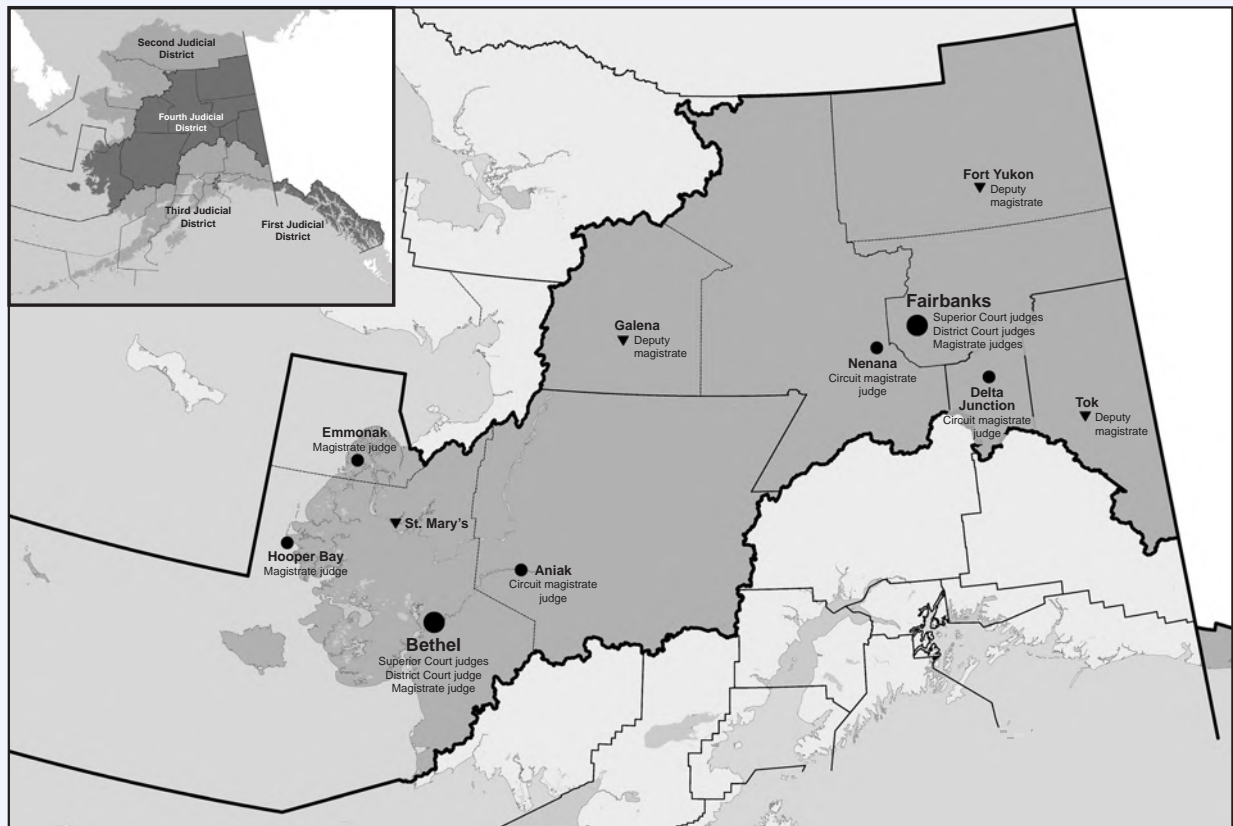 Second Judicial
District
Fourth Judicial
District
Third Judicial
District
First Judicial
District
Fort Yukon
Deputy
magistrate
Fairbanks
Superior Court judges
District Court judges
Magistrate judges
Galena
Deputy
magistrate
Nenana
Circuit magistrate
judge
Delta
Junction
Circuit magistrate
judge
Tok
Deputy
magistrate
Emmonak
Magistrate judge
St. Mary's
Hooper Bay
Magistrate judge
Aniak
Circuit magistrate
judge
Bethel
Superior Court judges
District Court judge
Magistrate judge